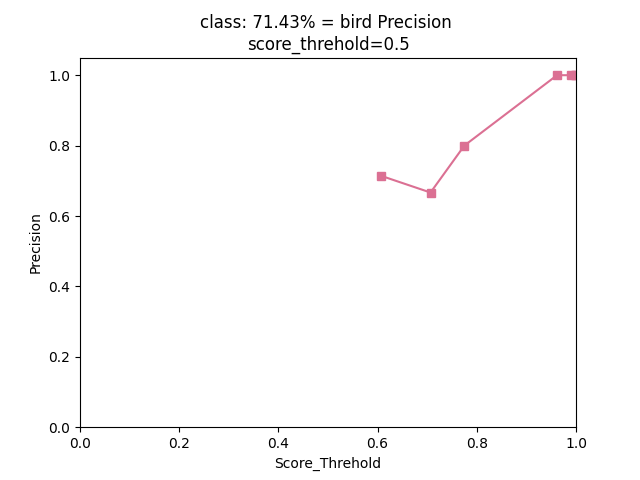 class: 71.43% = bird Precision
score_threhold=0.5
1.0
0.8
0.6
0.4
0.2
0.0
Precision
0.0 0.2 0.4 0.6 0.8 1.0
Score_Threhold